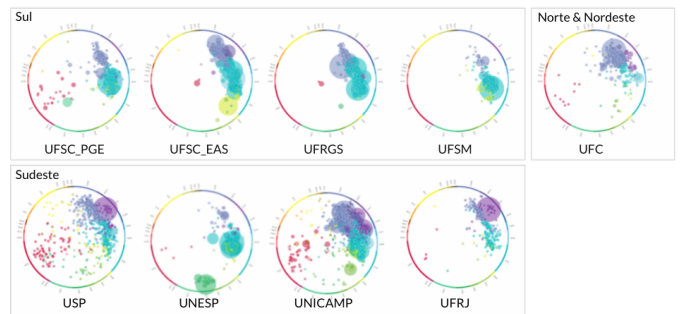 Sul
Norte & Nordeste
UFSC_PGE
UFSC_EAS
UFRGS
UFSM
UFC
Sudeste
USP
UNESP
UNICAMP
UFRJ